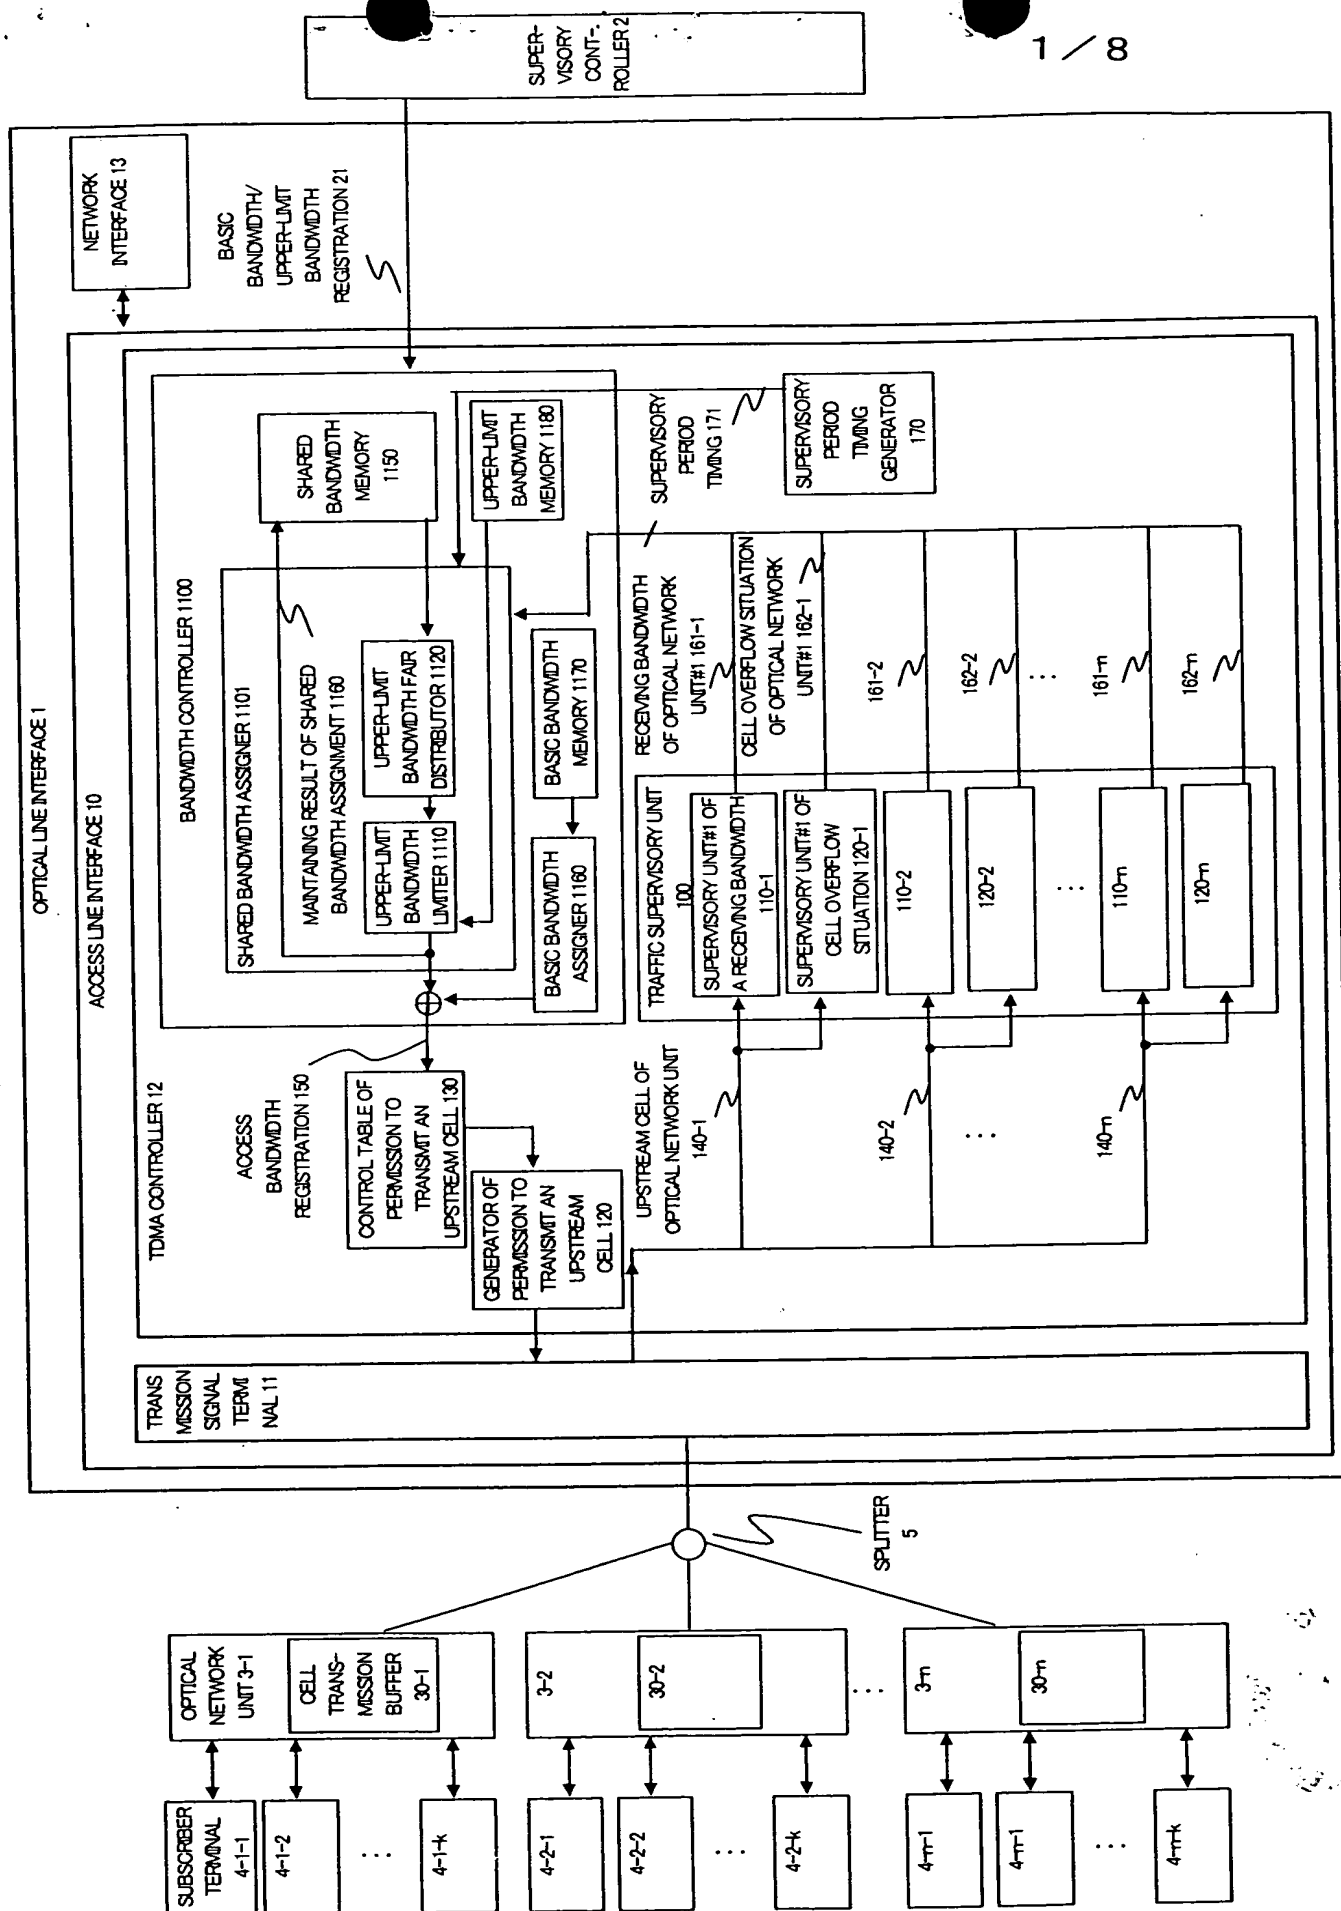 1/8
SUPER-
VISORY
CONT-
ROLLER 2
OPTICAL LINE INTERFACE 1
NETWORK
INTERFACE 13
BASIC
BANDWIDTH/
UPPER-LIMIT
BANDWIDTH
REGISTRATION 21
ACCESS LINE INTERFACE 10
TDMA CONTROLLER 12
BANDWIDTH CONTROLLER 1100
SHARED BANDWIDTH ASSIGNER 1101
SHARED
BANDWIDTH
MEMORY
1150
MAINTAINING RESULT OF SHARED
BANDWIDTH ASSIGNMENT 1160
UPPER-LIMIT
BANDWIDTH FAIR
DISTRIBUTOR 1120
UPPER-LIMIT
BANDWIDTH
LIMITER 1110
UPPER-LIMIT
BANDWIDTH
MEMORY 1180
BASIC BANDWIDTH
MEMORY 1170
BASIC BANDWIDTH
ASSIGNER 1160
SUPERVISORY
PERIOD
TIMING 171
SUPERVISORY
PERIOD
TIMING
GENERATOR
170
ACCESS
BANDWIDTH
REGISTRATION 150
CONTROL TABLE OF
PERMISSION TO
TRANSMIT AN
UPSTREAM CELL 130
GENERATOR OF
PERMISSION TO
TRANSMIT AN
UPSTREAM
CELL 120
RECEIVING BANDWIDTH
OF OPTICAL NETWORK
UNIT#1 161-1
CELL OVERFLOW SITUATION
OF OPTICAL NETWORK
UNIT#1 162-1
161-2
162-2
...
161-n
162-n
TRAFFIC SUPERVISORY UNIT
100
SUPERVISORY UNIT#1 OF
A RECEIVING BANDWIDTH
110-1
SUPERVISORY UNIT#1 OF
CELL OVERFLOW
SITUATION 120-1
110-2
120-2
...
110-n
120-n
UPSTREAM CELL OF
OPTICAL NETWORK UNIT
140-1
140-2
...
140-n
TRANS
MISSION
SIGNAL
TERMI
NAL 11
SPLITTER
5
OPTICAL
NETWORK
UNIT 3-1
CELL
TRANS-
MISSION
BUFFER
30-1
3-2
30-2
...
3-n
30-n
SUBSCRIBER
TERMINAL
4-1-1
4-1-2
...
4-1-k
4-2-1
4-2-2
...
4-2-k
4-n-1
4-n-1
...
4-n-k